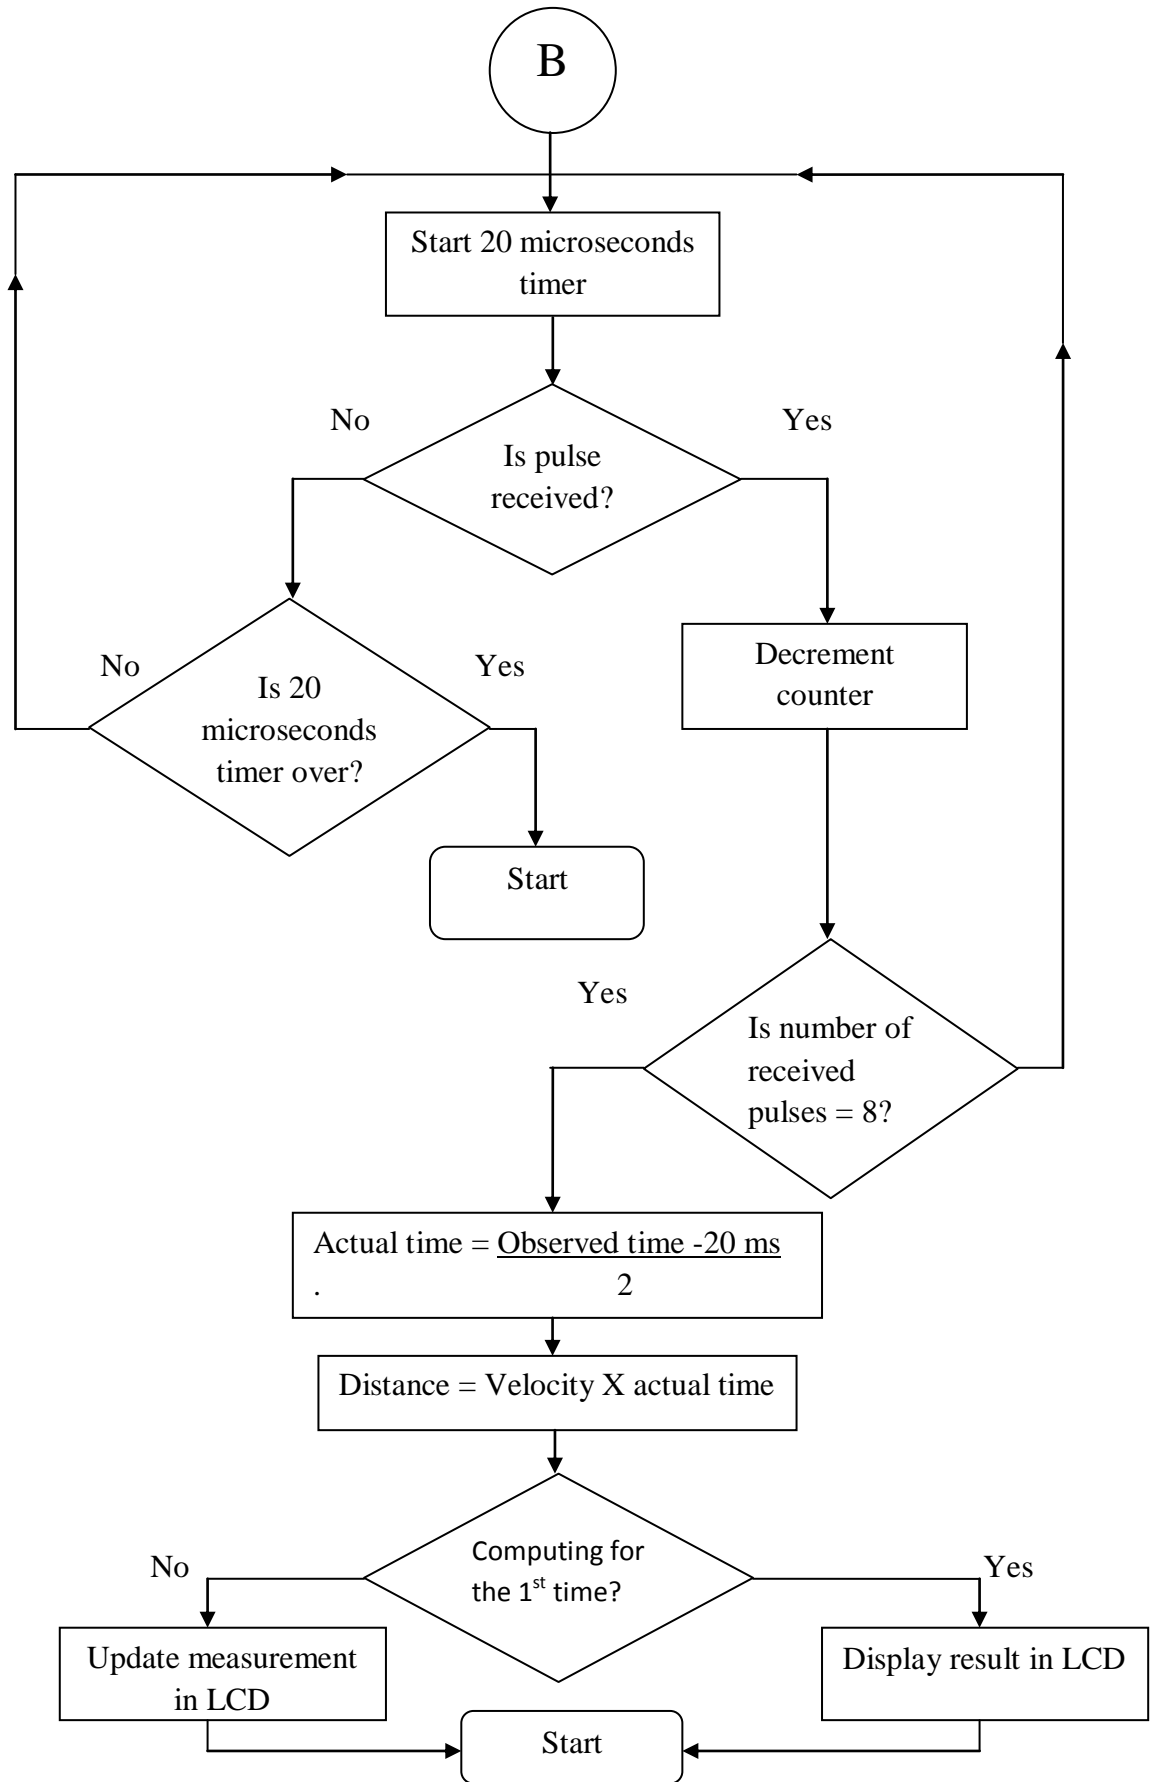 B
Start 20 microseconds
timer
No
Yes
Is pulse
received?
No
Yes
Is 20
microseconds
timer over?
Decrement
counter
Start
Yes
Is number of
received
pulses = 8?
Actual time = Observed time -20 ms
. 2
Distance = Velocity X actual time
Computing for
the 1st time?
No
Yes
Update measurement
in LCD
Display result in LCD
Start